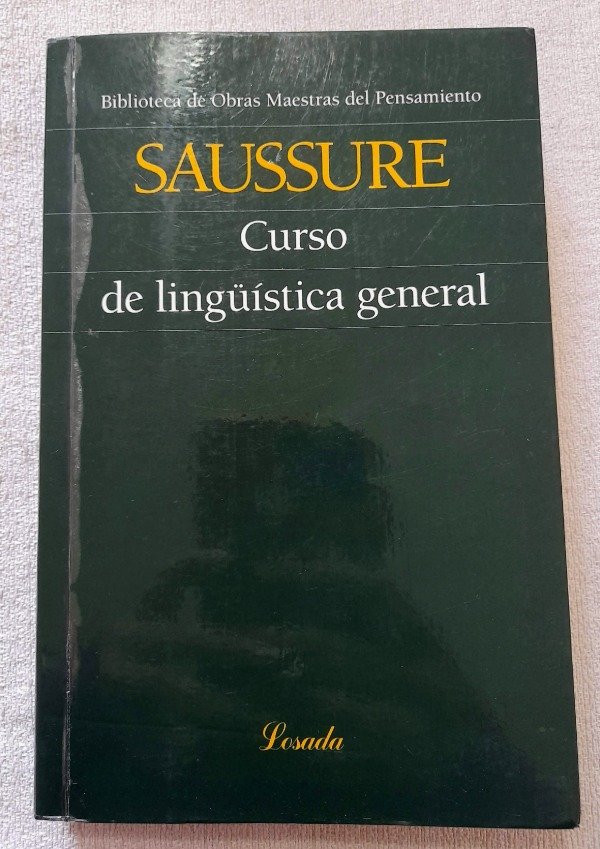 Biblioteca de Obras Maestras del Pensamiento
SAUSSURE
Curso
de lingüística general
Losada